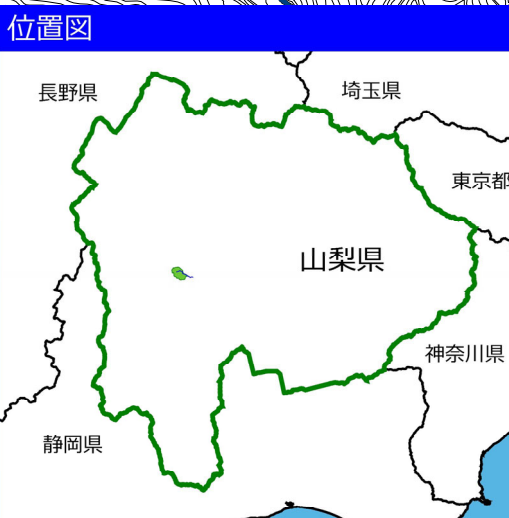 位置図
長野県
埼玉県
東京都
山梨県
神奈川県
静岡県